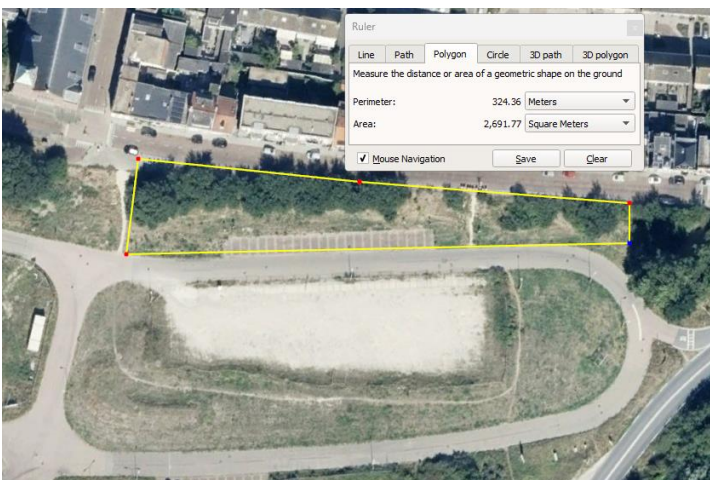 Ruler
Line Path Polygon Circle 3D path 3D polygon
Measure the distance or area of a geometric shape on the ground
Perimeter: 324.36 Meters
Area: 2,691.77 Square Meters
Mouse Navigation Save Clear